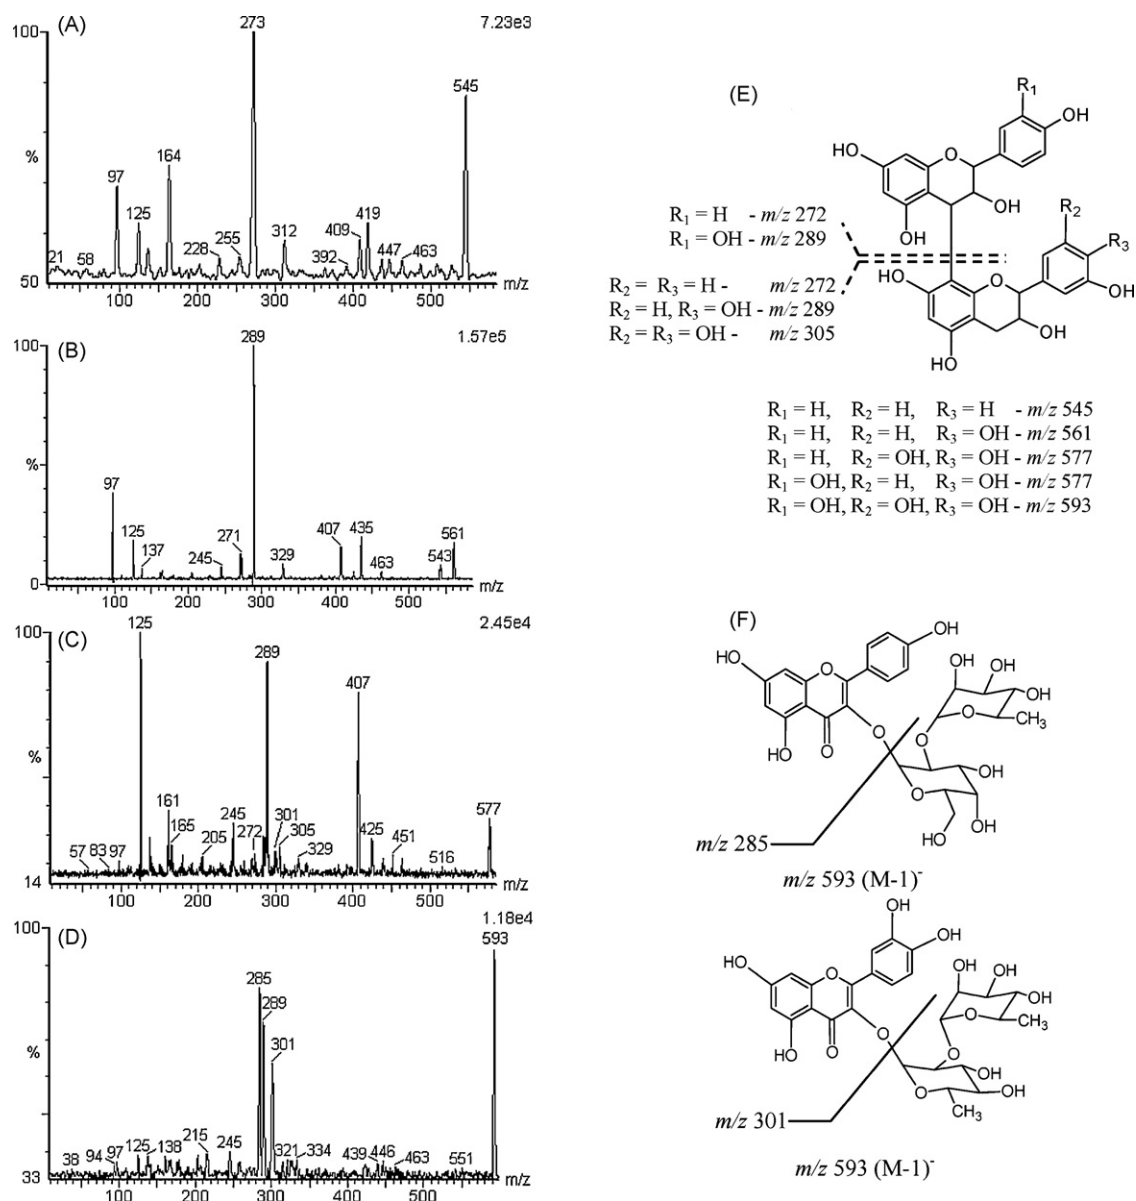 (A)
273
7.23e3
100
545
%
164
97
125
419
409
312
255
228
447
463
392
21
58
50
100 200 300 400 500 m/z
(B)
289
1.57e5
100
%
97
125
137
245
271
329
407
435
463
543
561
0
100 200 300 400 500 m/z
(C)
125
2.45e4
100
289
407
%
577
161
165
245
301
272
305
205
329
425
451
516
57 83 97
14
100 200 300 400 500 m/z
(D)
1.18e4
593
100
285
289
301
%
215
125 138
245
94 97
38
321 334
439 446 463
551
33
100 200 300 400 500 m/z
(E)
R1
OH
HO
O
OH
OH
R2
R3
HO
O
OH
OH
HO
R1 = H - m/z 272
R1 = OH - m/z 289
R2 = R3 = H - m/z 272
R2 = H, R3 = OH - m/z 289
R2 = R3 = OH - m/z 305
R1 = H, R2 = H, R3 = H - m/z 545
R1 = H, R2 = H, R3 = OH - m/z 561
R1 = H, R2 = OH, R3 = OH - m/z 577
R1 = OH, R2 = H, R3 = OH - m/z 577
R1 = OH, R2 = OH, R3 = OH - m/z 593
(F)
OH
HO
O
OH OH
OH
O
CH3
O
O
HO
O
OH
O
OH
HO
m/z 285
m/z 593 (M-1)-
OH
OH
HO
O
OH OH
OH
O
CH3
O
O
HO
O
OH
O
OH
CH3
m/z 301
m/z 593 (M-1)-